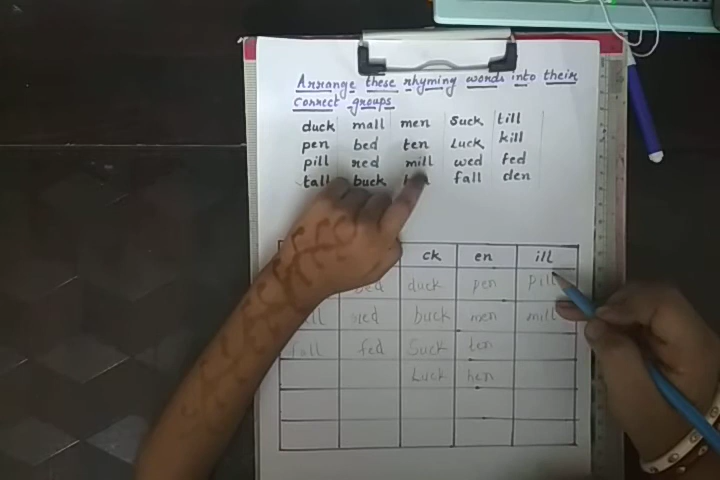 Arrange these rhyming words into their
correct groups
duck mall men Suck till
pen bed ten Luck kill
pill red mill wed fed
tall buck fall den
ck en ill
bed duck pen pill
red buck men mill
fall fed Suck ten
Luck hen